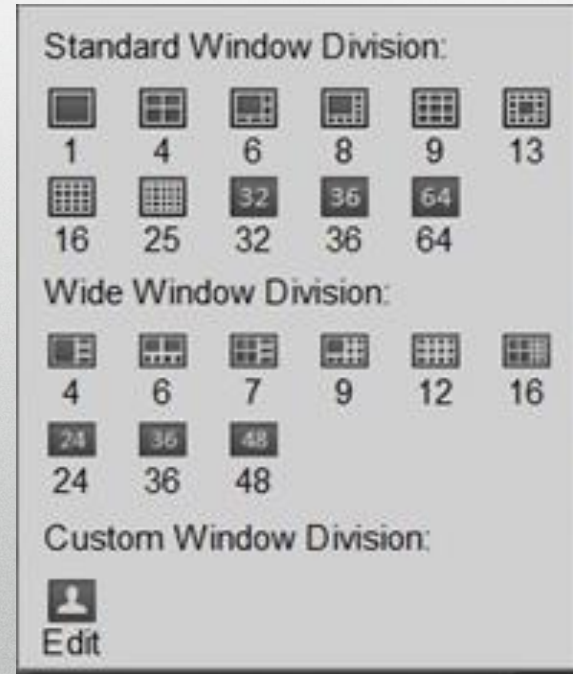 Standard Window Division:
1 4 6 8 9 13
32 36 64
16 25 32 36 64
Wide Window Division:
4 6 7 9 12 16
24 36 48
24 36 48
Custom Window Division:
Edit